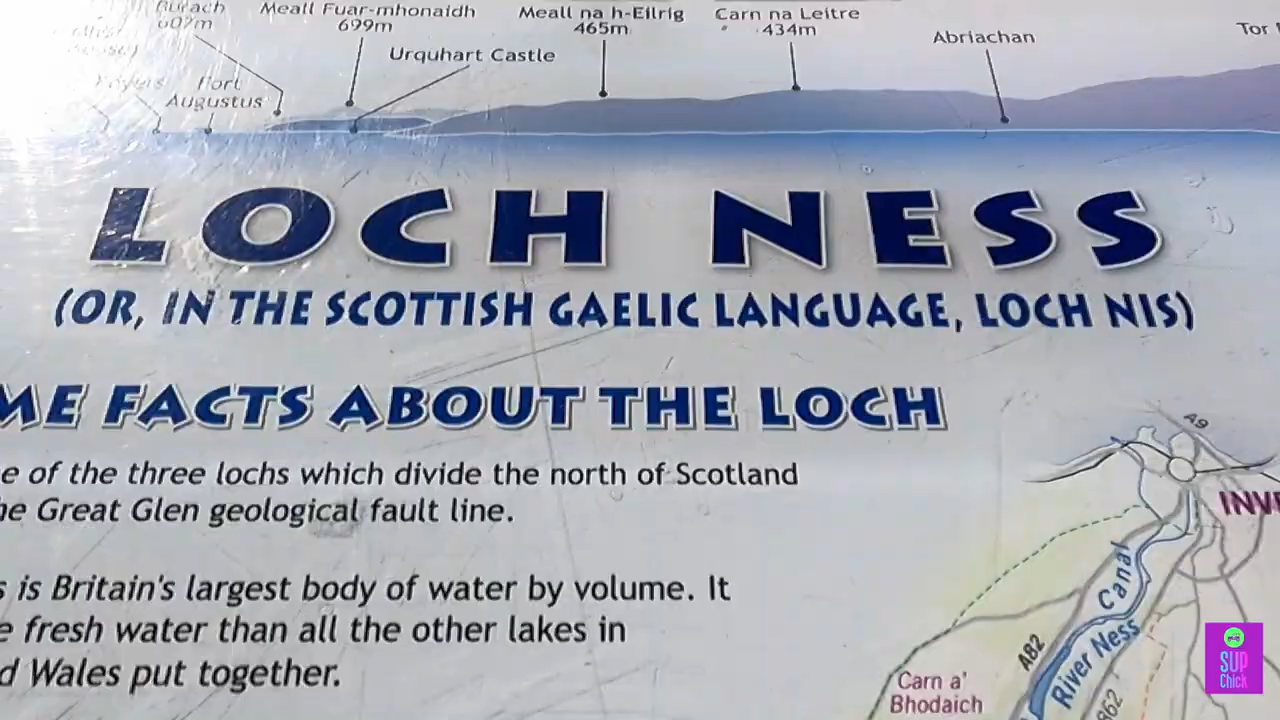 607m
Meall Fuar-mhonaidh
699m
Meall na h-Eilrig
465m
Carn na Leitre
434m
Abriachan
Tor
Urquhart Castle
Fort
Augustus
LOCH NESS
(OR, IN THE SCOTTISH GAELIC LANGUAGE, LOCH NIS)
ME FACTS ABOUT THE LOCH
e of the three lochs which divide the north of Scotland
he Great Glen geological fault line.
s is Britain's largest body of water by volume. It
e fresh water than all the other lakes in
d Wales put together.
A9
INVE
Canal
River Ness
A82
862
Carn a'
Bhodaich
SUP
Chick